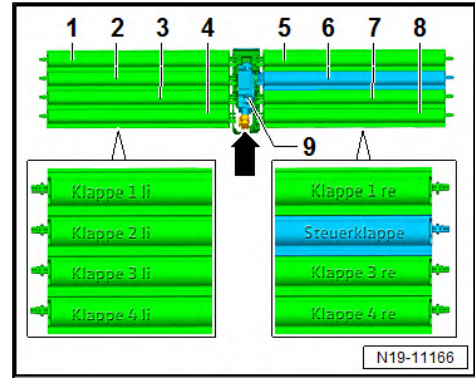 1 2 3 4 5 6 7 8
9
Klappe 1 li
Klappe 2 li
Klappe 3 li
Klappe 4 li
Klappe 1 re
Steuerklappe
Klappe 3 re
Klappe 4 re
N19-11166